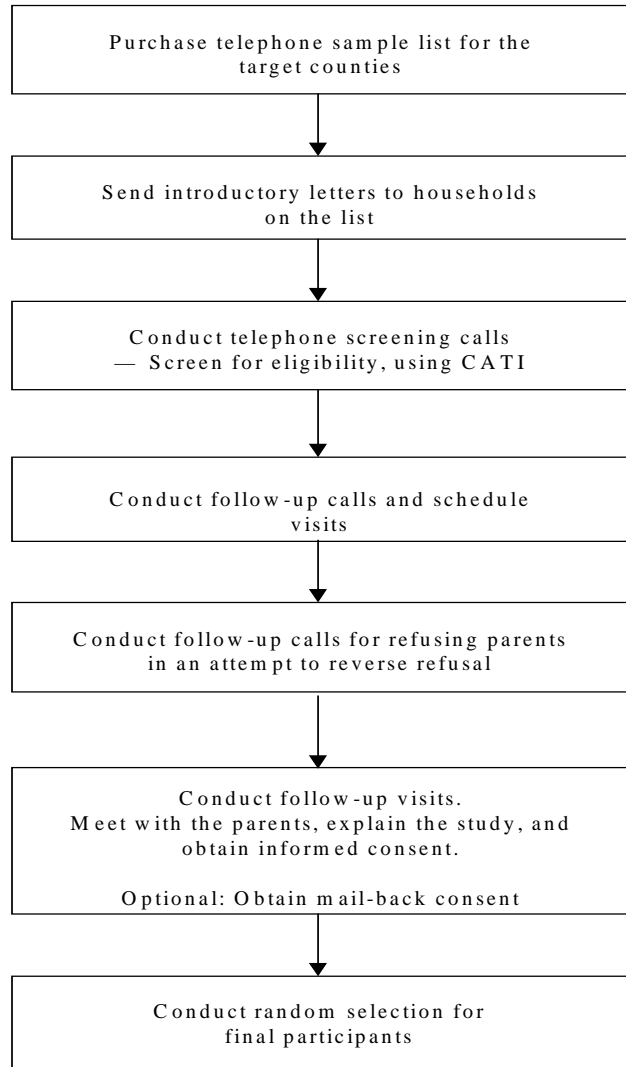 Purchase telephone sample list for the
target counties
Send introductory letters to households
on the list
Conduct telephone screening calls
— Screen for eligibility, using CATI
Conduct follow-up calls and schedule
visits
Conduct follow-up calls for refusing parents
in an attempt to reverse refusal
Conduct follow-up visits.
Meet with the parents, explain the study, and
obtain informed consent.
Optional: Obtain mail-back consent
Conduct random selection for
final participants